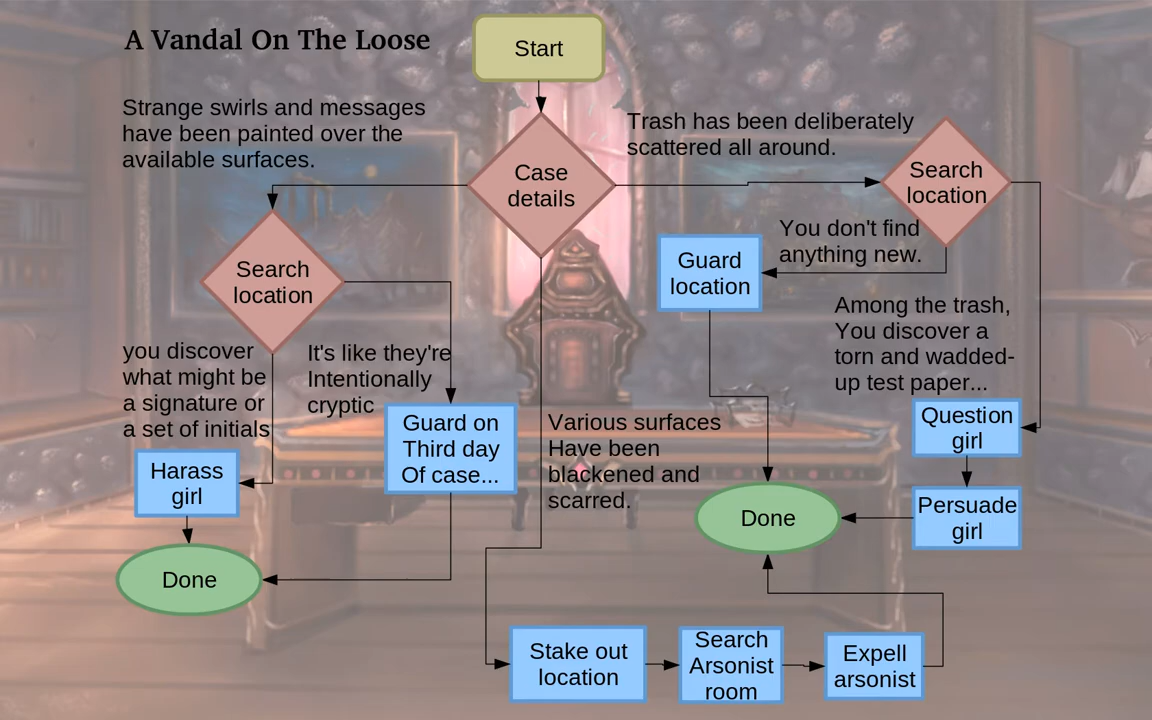 A Vandal On The Loose
Start
Strange swirls and messages
have been painted over the
available surfaces.
Case
details
Trash has been deliberately
scattered all around.
Search
location
Search
location
You don't find
anything new.
Guard
location
Among the trash,
You discover a
torn and wadded-
up test paper...
you discover
what might be
a signature or
a set of initials
It's like they're
Intentionally
cryptic
Guard on
Third day
Of case...
Various surfaces
Have been
blackened and
scarred.
Question
girl
Harass
girl
Persuade
girl
Done
Done
Stake out
location
Search
Arsonist
room
Expell
arsonist